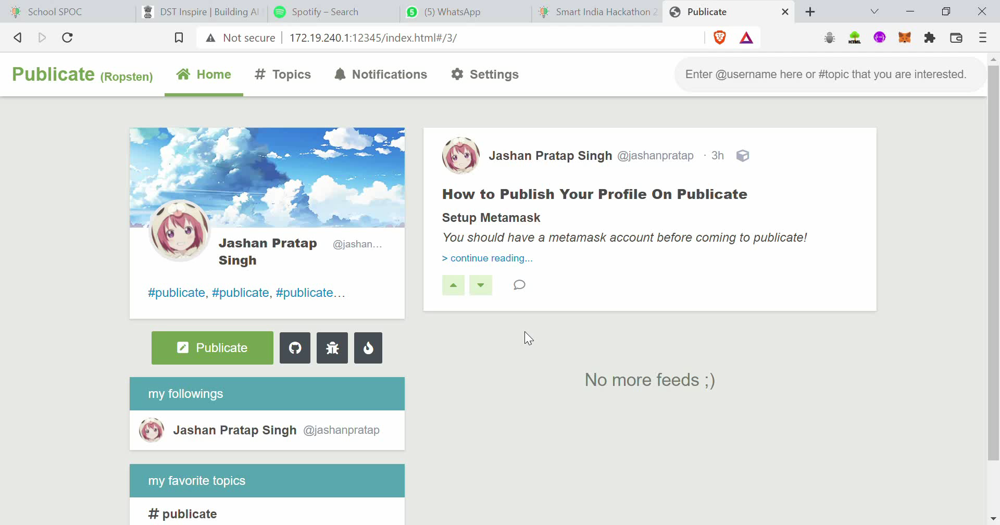 School SPOC
DST Inspire | Building AI
Spotify – Search
(5) WhatsApp
Smart India Hackathon 2
Publicate
Not secure
172.19.240.1:12345/index.html#/3/
Publicate (Ropsten)
Home
# Topics
Notifications
Settings
Enter @username here or #topic that you are interested.
Jashan Pratap Singh @jashan...
#publicate, #publicate, #publicate...
Publicate
my followings
Jashan Pratap Singh @jashanpratap
my favorite topics
# publicate
Jashan Pratap Singh @jashanpratap · 3h
How to Publish Your Profile On Publicate
Setup Metamask
You should have a metamask account before coming to publicate!
> continue reading...
No more feeds ;)